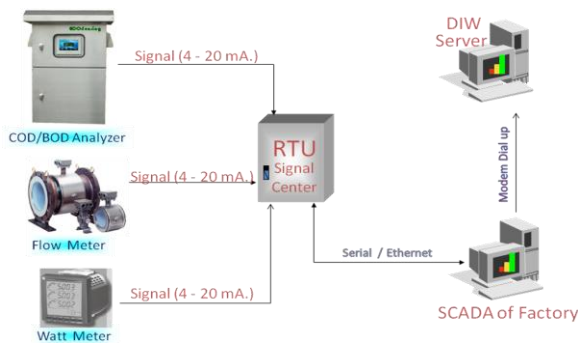 DIW
Server
Signal (4 - 20 mA.)
COD/BOD Analyzer
RTU
Signal
Center
Signal (4 - 20 mA.)
Modem Dial up
Flow Meter
Serial / Ethernet
Signal (4 - 20 mA.)
SCADA of Factory
Watt Meter